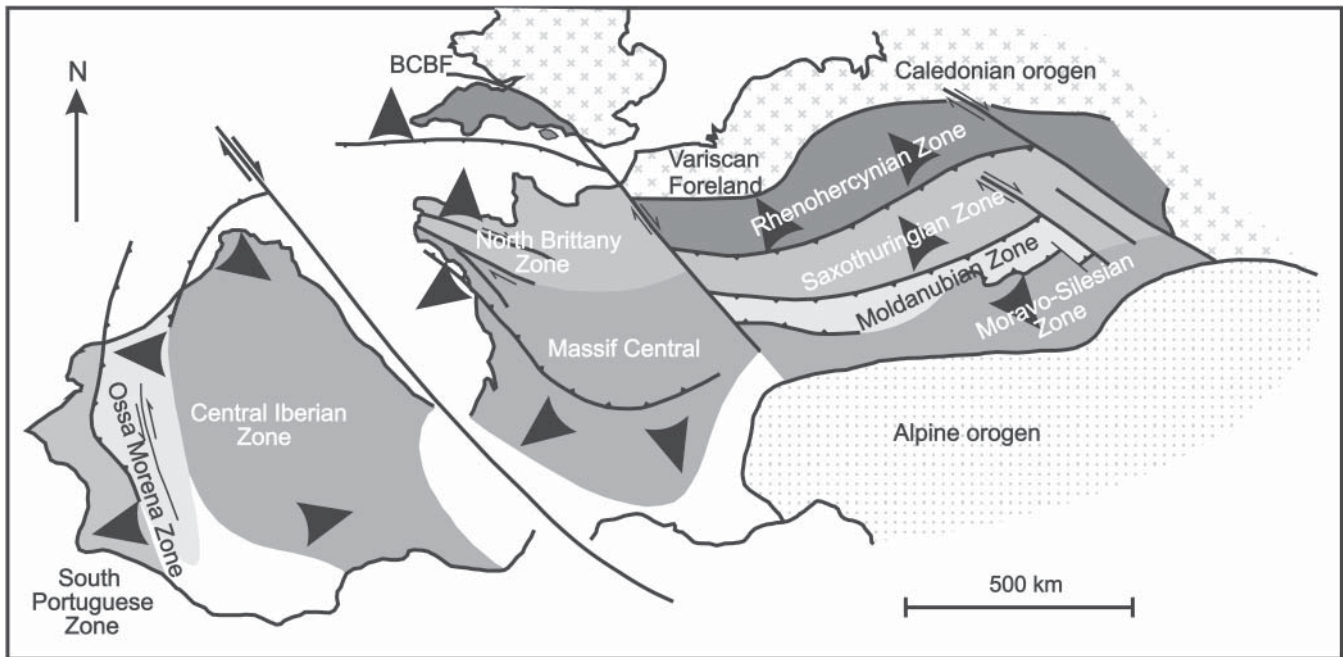 N
BCBF
Caledonian orogen
Variscan
Foreland
Rhenohercynian Zone
North Brittany
Zone
Saxothuringian Zone
Moldanubian Zone
Moravo-Silesian
Zone
Massif Central
Ossa Morena Zone
Central Iberian
Zone
Alpine orogen
South
Portuguese
Zone
500 km